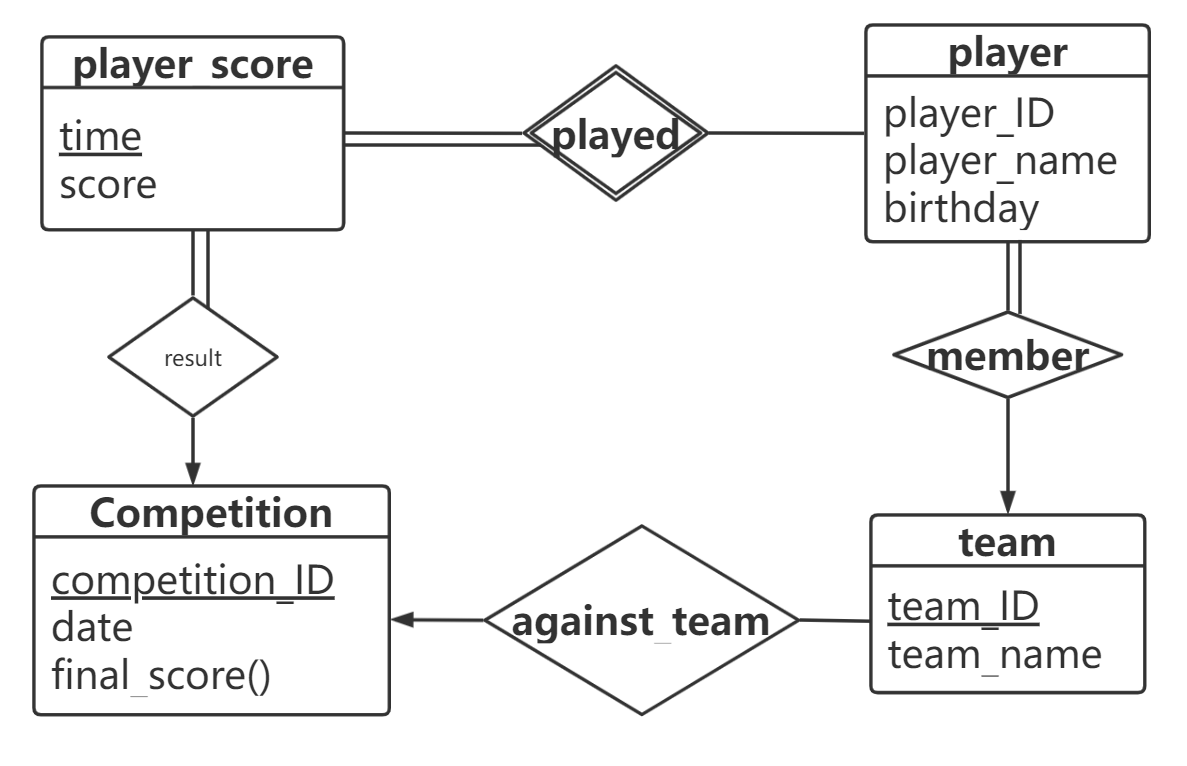 player_score
time
score
played
player
player_ID
player_name
birthday
result
member
Competition
competition_ID
date
final_score()
against_team
team
team_ID
team_name